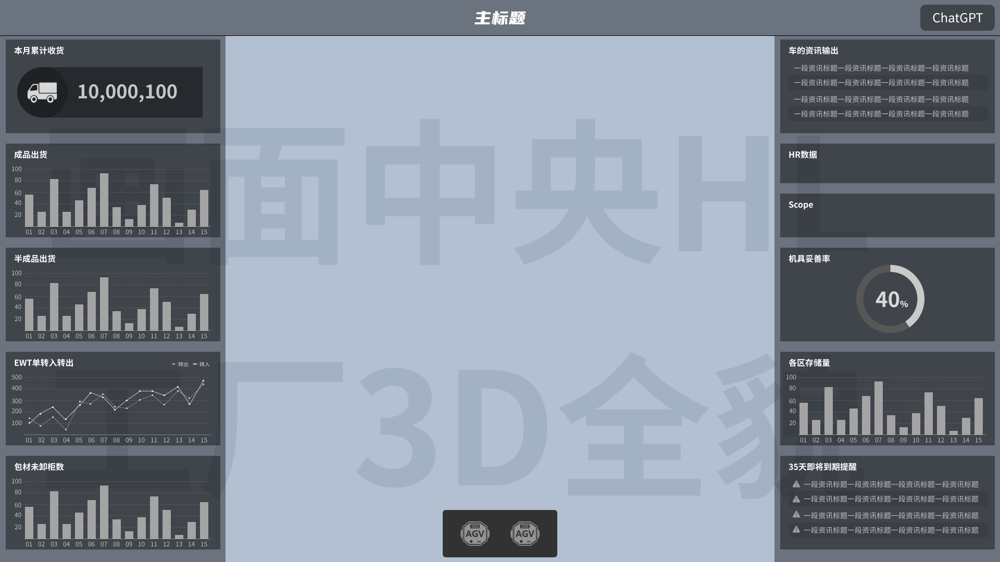 主标题
ChatGPT
本月累计收货
10,000,100
成品出货
100
80
60
40
20
01 02 03 04 05 06 07 08 09 10 11 12 13 14 15
半成品出货
100
80
60
40
20
01 02 03 04 05 06 07 08 09 10 11 12 13 14 15
EWT单转入转出
转出 转入
500
400
300
200
100
01 02 03 04 05 06 07 08 09 10 11 12 13 14 15
包材未卸柜数
100
80
60
40
20
01 02 03 04 05 06 07 08 09 10 11 12 13 14 15
画面中央HL
工厂3D全貌
008
AGV
008
AGV
车的资讯输出
一段资讯标题一段资讯标题一段资讯标题一段资讯标题
一段资讯标题一段资讯标题一段资讯标题一段资讯标题
一段资讯标题一段资讯标题一段资讯标题一段资讯标题
一段资讯标题一段资讯标题一段资讯标题一段资讯标题
HR数据
Scope
机具妥善率
40%
各区存储量
100
80
60
40
20
01 02 03 04 05 06 07 08 09 10 11 12 13 14 15
35天即将到期提醒
一段资讯标题一段资讯标题一段资讯标题一段资讯标题
一段资讯标题一段资讯标题一段资讯标题一段资讯标题
一段资讯标题一段资讯标题一段资讯标题一段资讯标题
一段资讯标题一段资讯标题一段资讯标题一段资讯标题